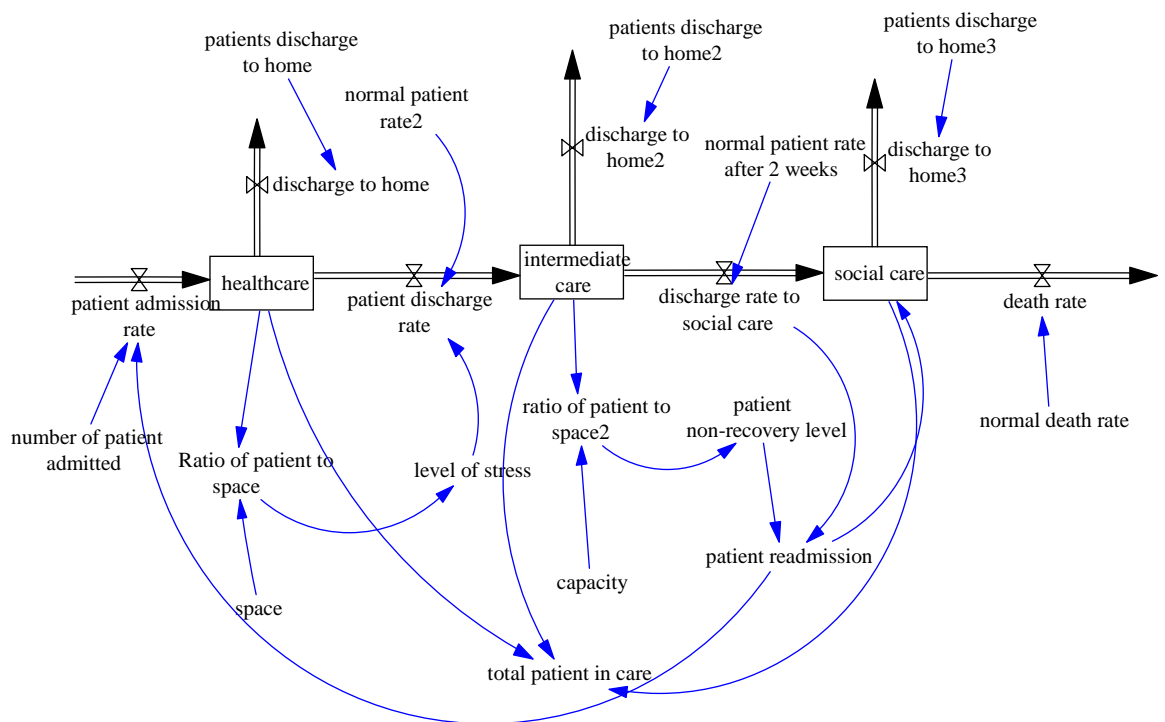 patients discharge
to home
normal patient
rate2
patients discharge
to home2
patients discharge
to home3
discharge to home
discharge to
home2
normal patient rate
after 2 weeks
discharge to
home3
healthcare
intermediate
care
social care
patient admission
rate
patient discharge
rate
discharge rate to
social care
death rate
number of patient
admitted
Ratio of patient to
space
level of stress
ratio of patient to
space2
patient
non-recovery level
normal death rate
space
capacity
patient readmission
total patient in care